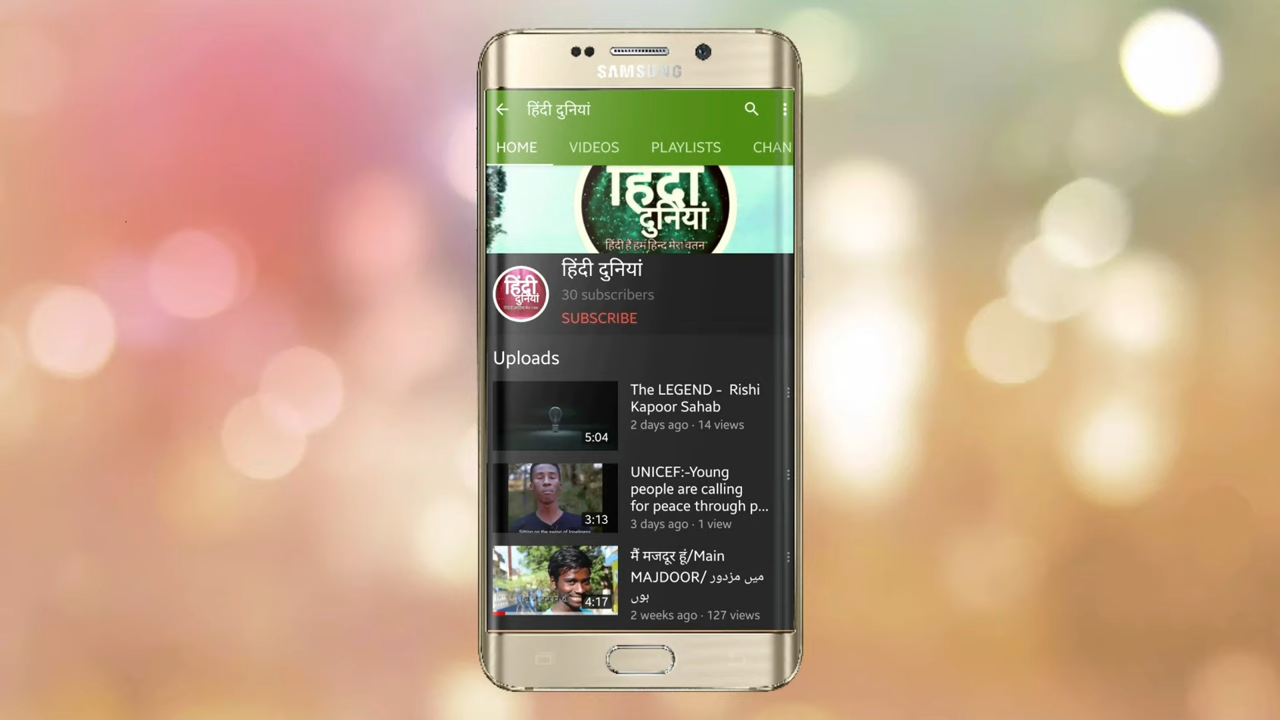 SAMSUNG
हिंदी दुनियां
HOME VIDEOS PLAYLISTS CHAN
हिंदी
दुनियां
हिंदी है हम हिन्द मेरा वतन
हिंदी दुनियां
हिंदी
दुनियां
30 subscribers
SUBSCRIBE
Uploads
The LEGEND - Rishi
Kapoor Sahab
2 days ago · 14 views
5:04
UNICEF:-Young
people are calling
for peace through p...
3 days ago · 1 view
3:13
मैं मजदूर हूं/Main
MAJDOOR/ میں مزدور
ہوں
2 weeks ago · 127 views
4:17